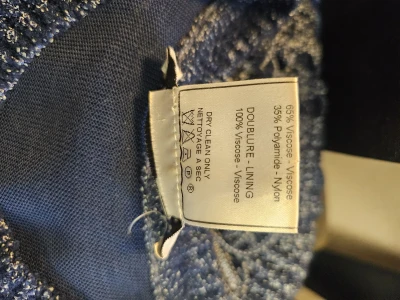 65% Viscose - Viscose
35% Polyamide - Nylon
DOUBLURE - LINING
100% Viscose - Viscose
DRY CLEAN ONLY
NETTOYAGE A SEC